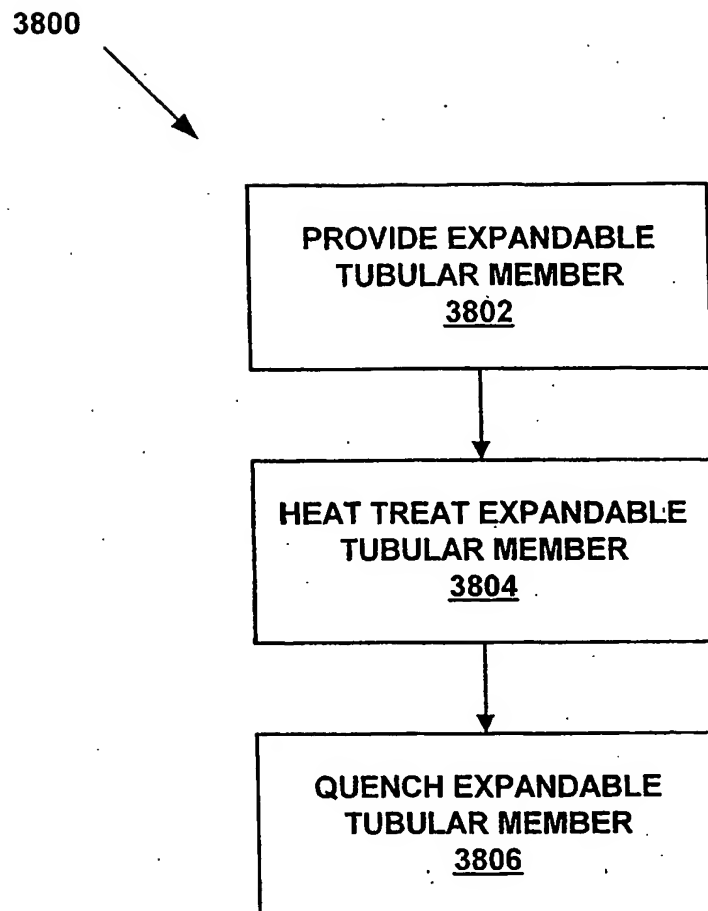 3800
PROVIDE EXPANDABLE
TUBULAR MEMBER
3802
HEAT TREAT EXPANDABLE
TUBULAR MEMBER
3804
QUENCH EXPANDABLE
TUBULAR MEMBER
3806